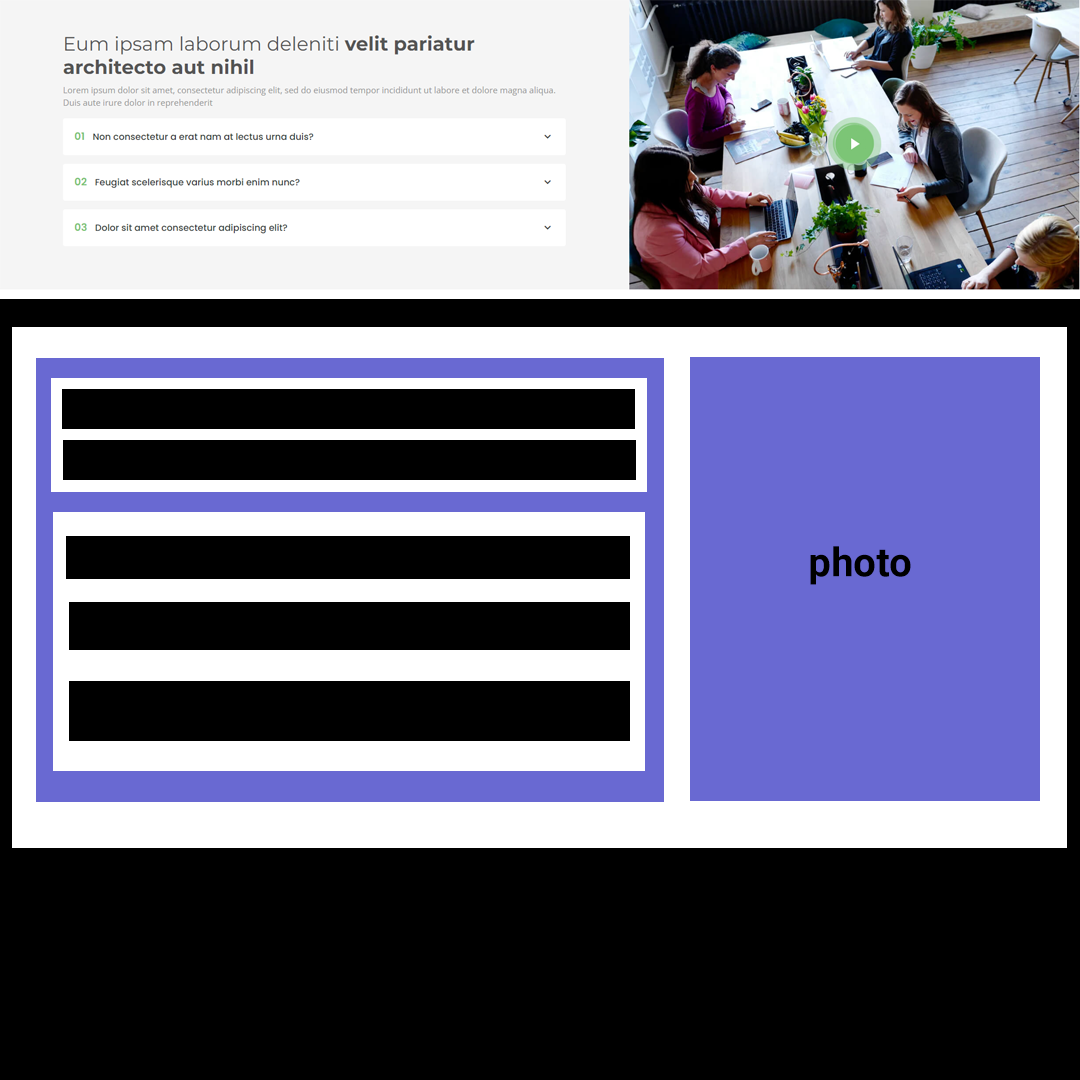 Eum ipsam laborum deleniti velit pariatur
architecto aut nihil
Lorem ipsum dolor sit amet, consectetur adipiscing elit, sed do eiusmod tempor incididunt ut labore et dolore magna aliqua.
Duis aute irure dolor in reprehenderit
01 Non consectetur a erat nam at lectus urna duis?
02 Feugiat scelerisque varius morbi enim nunc?
03 Dolor sit amet consectetur adipiscing elit?
photo